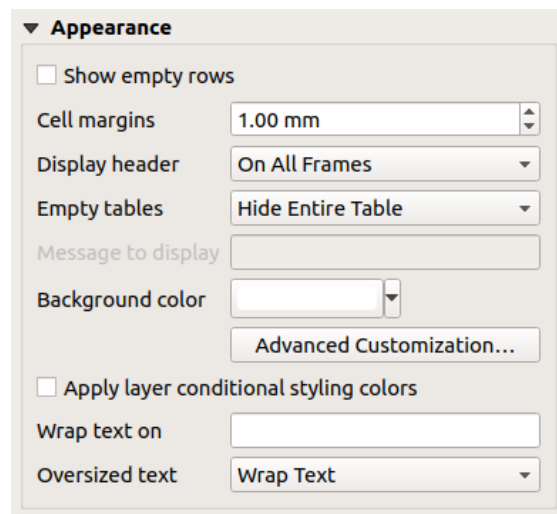 Appearance
Show empty rows
Cell margins 1.00 mm
Display header On All Frames
Empty tables Hide Entire Table
Message to display
Background color
Advanced Customization...
Apply layer conditional styling colors
Wrap text on
Oversized text Wrap Text